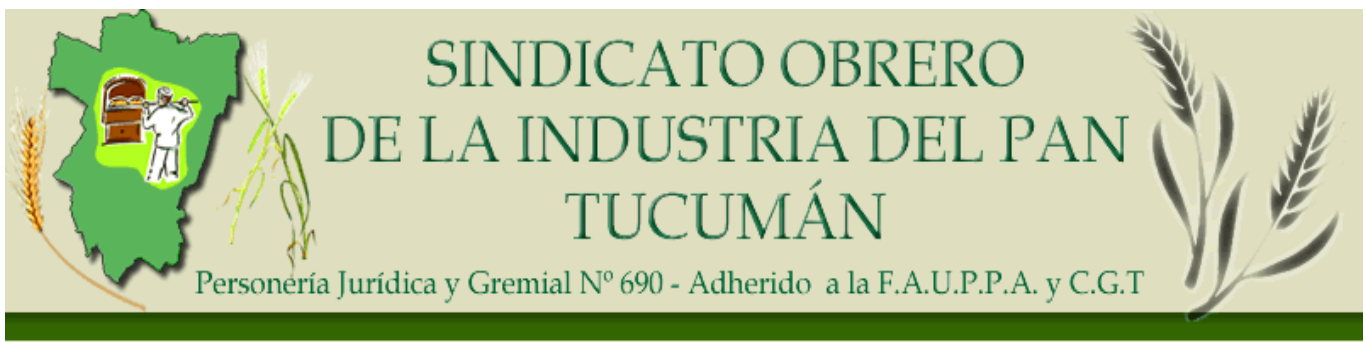 SINDICATO OBRERO
DE LA INDUSTRIA DEL PAN
TUCUMÁN
Personería Jurídica y Gremial Nº 690 - Adherido a la F.A.U.P.P.A. y C.G.T